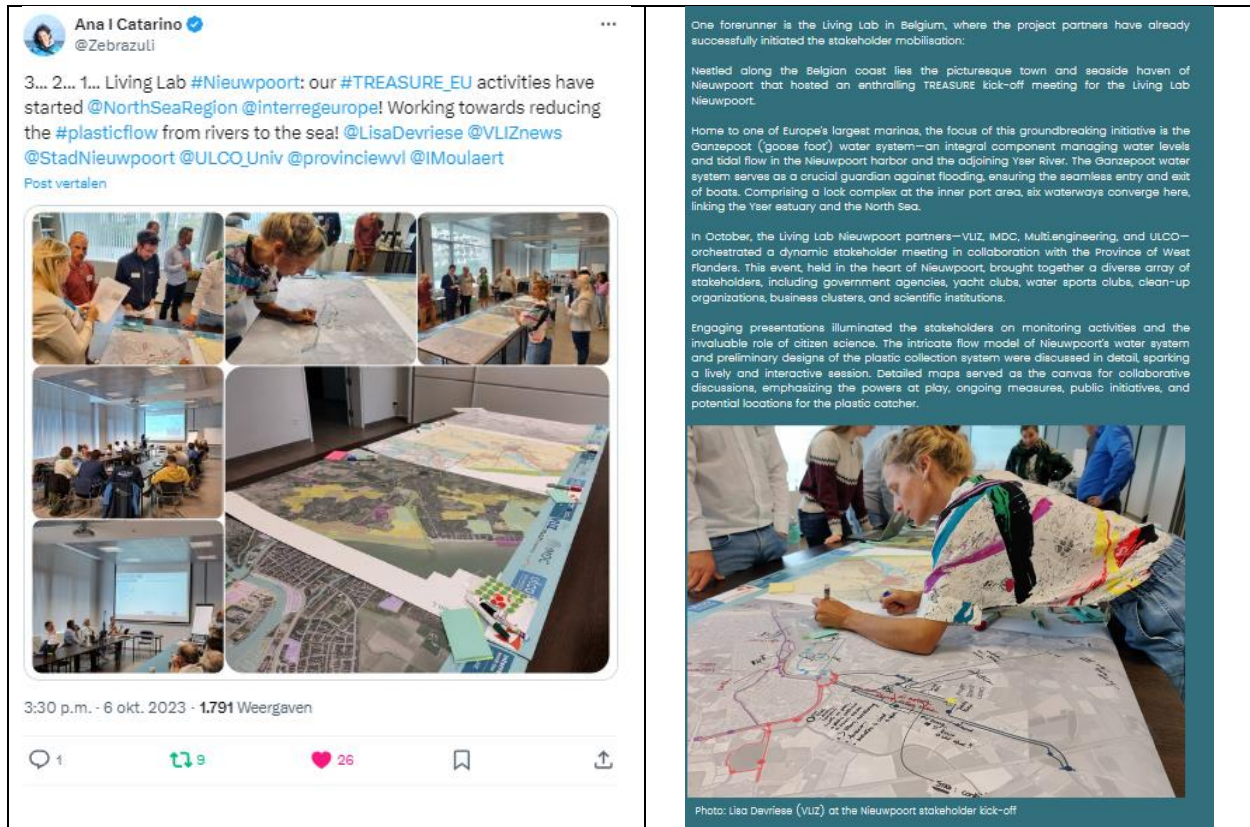 Ana I Catarino
@Zebrazuli
3... 2... 1... Living Lab #Nieuwpoort: our #TREASURE_EU activities have
started @NorthSeaRegion @interregeurope! Working towards reducing
the #plasticflow from rivers to the sea! @LisaDevriese @VLIZnews
@StadNieuwpoort @ULCO_Univ @provinciewvl @IMoulaert
Post vertalen
3:30 p.m. · 6 okt. 2023 · 1.791 Weergaven
1
9
26
One forerunner is the Living Lab in Belgium, where the project partners have already
successfully initiated the stakeholder mobilisation:
Nestled along the Belgian coast lies the picturesque town and seaside haven of
Nieuwpoort that hosted an enthralling TREASURE kick-off meeting for the Living Lab
Nieuwpoort.
Home to one of Europe's largest marinas, the focus of this groundbreaking initiative is the
Ganzepoot ('goose foot') water system—an integral component managing water levels
and tidal flow in the Nieuwpoort harbor and the adjoining Yser River. The Ganzepoot water
system serves as a crucial guardian against flooding, ensuring the seamless entry and exit
of boats. Comprising a lock complex at the inner port area, six waterways converge here,
linking the Yser estuary and the North Sea.
In October, the Living Lab Nieuwpoort partners—VLIZ, IMDC, Multi.engineering, and ULCO—
orchestrated a dynamic stakeholder meeting in collaboration with the Province of West
Flanders. This event, held in the heart of Nieuwpoort, brought together a diverse array of
stakeholders, including government agencies, yacht clubs, water sports clubs, clean-up
organizations, business clusters, and scientific institutions.
Engaging presentations illuminated the stakeholders on monitoring activities and the
invaluable role of citizen science. The intricate flow model of Nieuwpoort's water system
and preliminary designs of the plastic collection system were discussed in detail, sparking
a lively and interactive session. Detailed maps served as the canvas for collaborative
discussions, emphasizing the powers at play, ongoing measures, public initiatives, and
potential locations for the plastic catcher.
Photo: Lisa Devriese (VLIZ) at the Nieuwpoort stakeholder kick-off